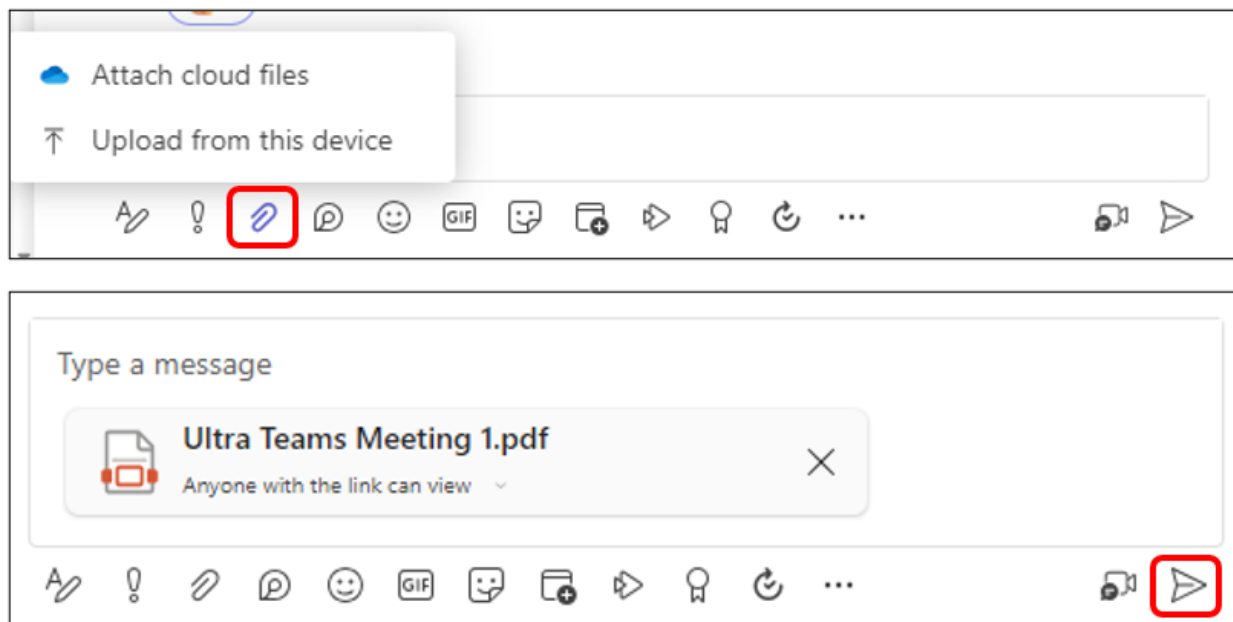 Attach cloud files
Upload from this device
GIF
Type a message
Ultra Teams Meeting 1.pdf
Anyone with the link can view
GIF